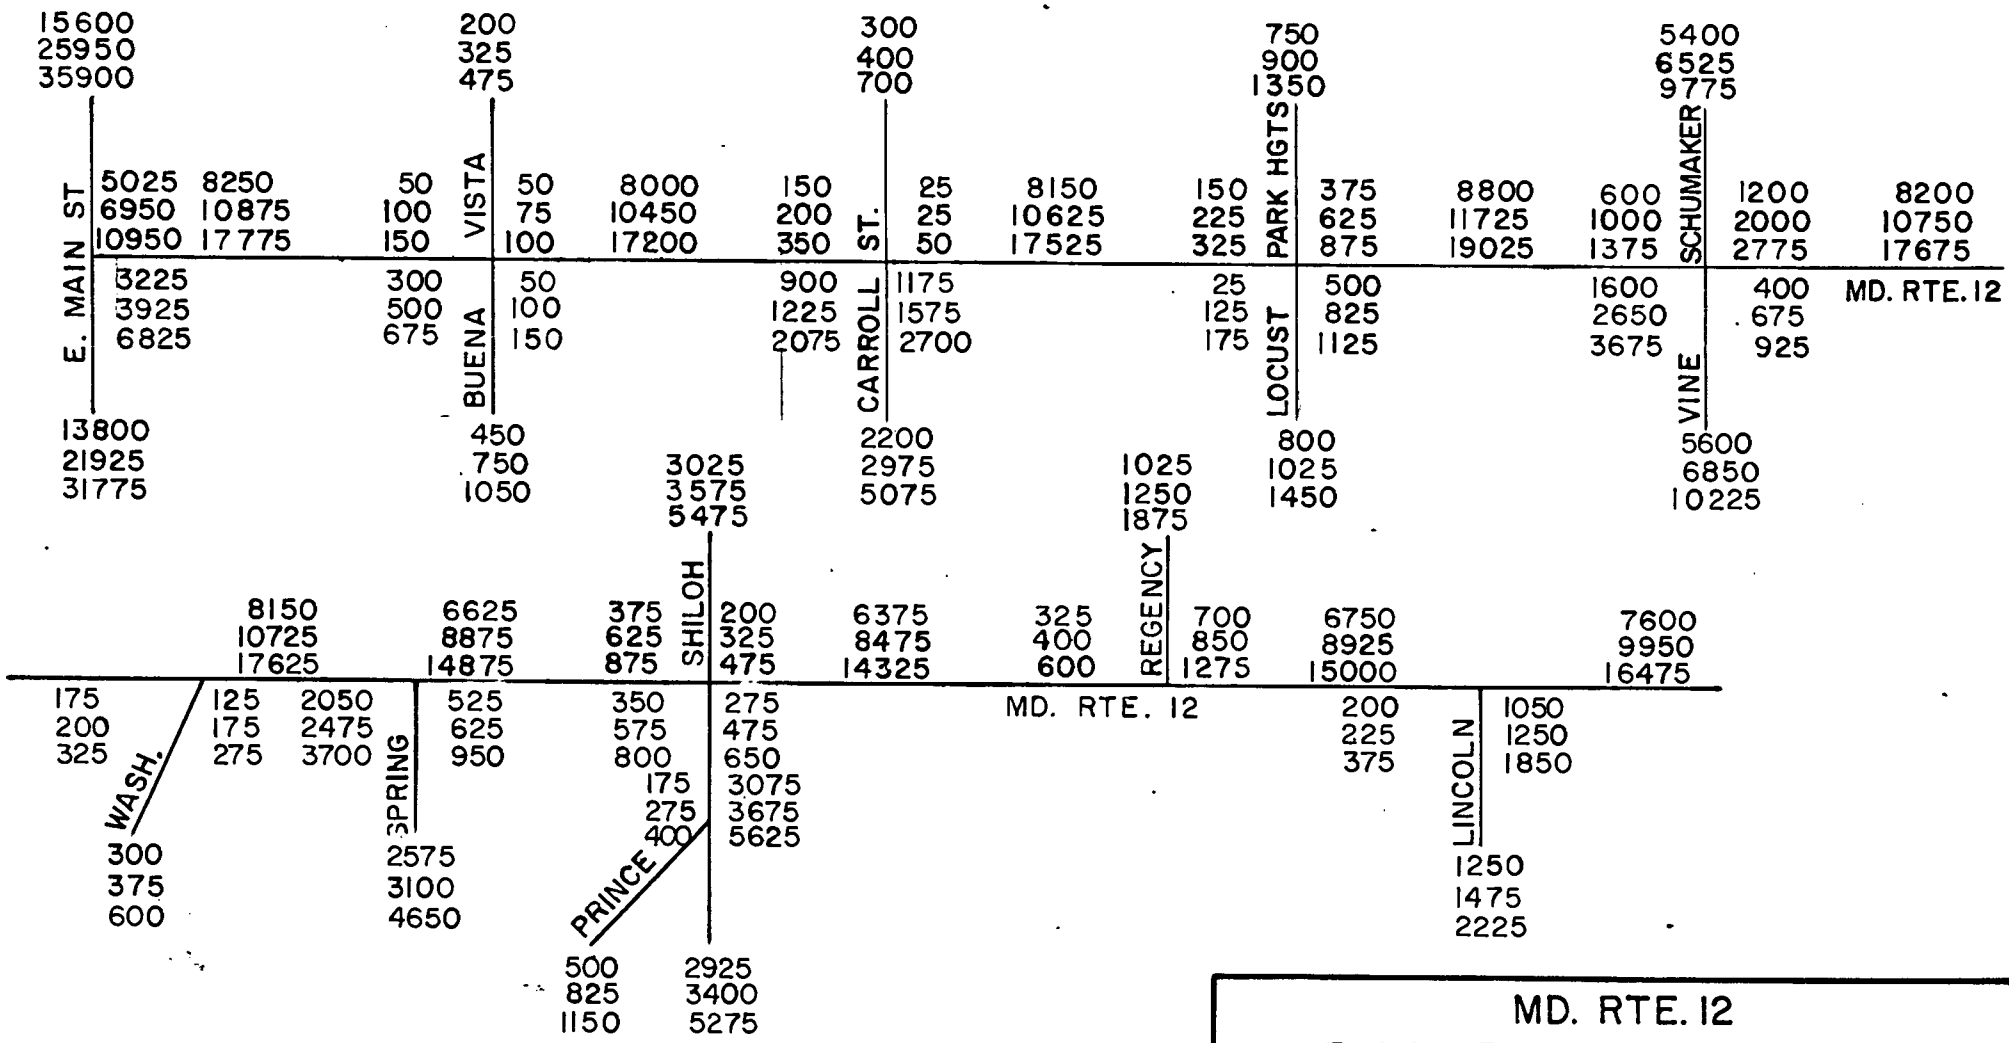 15600 200 300 750 5400
25950 325 400 900 6525
35900 475 700 1350 9775
E. MAIN ST
BUENA VISTA
CARROLL ST.
LOCUST PARK HGTS
VINE SCHUMAKER
5025 8250 50 50 8000 150 25 8150 150 375 8800 600 1200 8200
6950 10875 100 75 10450 200 25 10625 225 625 11725 1000 2000 10750
10950 17775 150 100 17200 350 50 17525 325 875 19025 1375 2775 17675
3225 300 50 900 1175 25 500 1600 400 MD. RTE. 12
3925 500 100 1225 1575 125 825 2650 675
6825 675 150 2075 2700 175 1125 3675 925
13800 450 2200 800 5600
21925 750 2975 1025 6850
31775 1050 5075 1450 10225
3025 1025
3575 1250
5475 1875
SHILOH
REGENCY
8150 6625 375 200 6375 325 700 6750 7600
10725 8875 625 325 8475 400 850 8925 9950
17625 14875 875 475 14325 600 1275 15000 16475
175 125 2050 525 350 275 MD. RTE. 12 200 1050
200 175 2475 625 575 475 225 1250
325 275 3700 950 800 650 375 1850
175 3075
275 3675
400 5625
WASH.
SPRING
PRINCE
LINCOLN
300 2575 1250
375 3100 1475
600 4650 2225
500 2925
825 3400
1150 5275
MD. RTE. 12